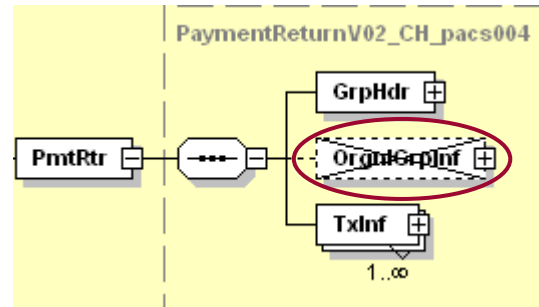 PaymentReturnV02_CH_pacs004
GrpHdr
PmtRtr
OrgnlGrpInf
TxInf
1..∞